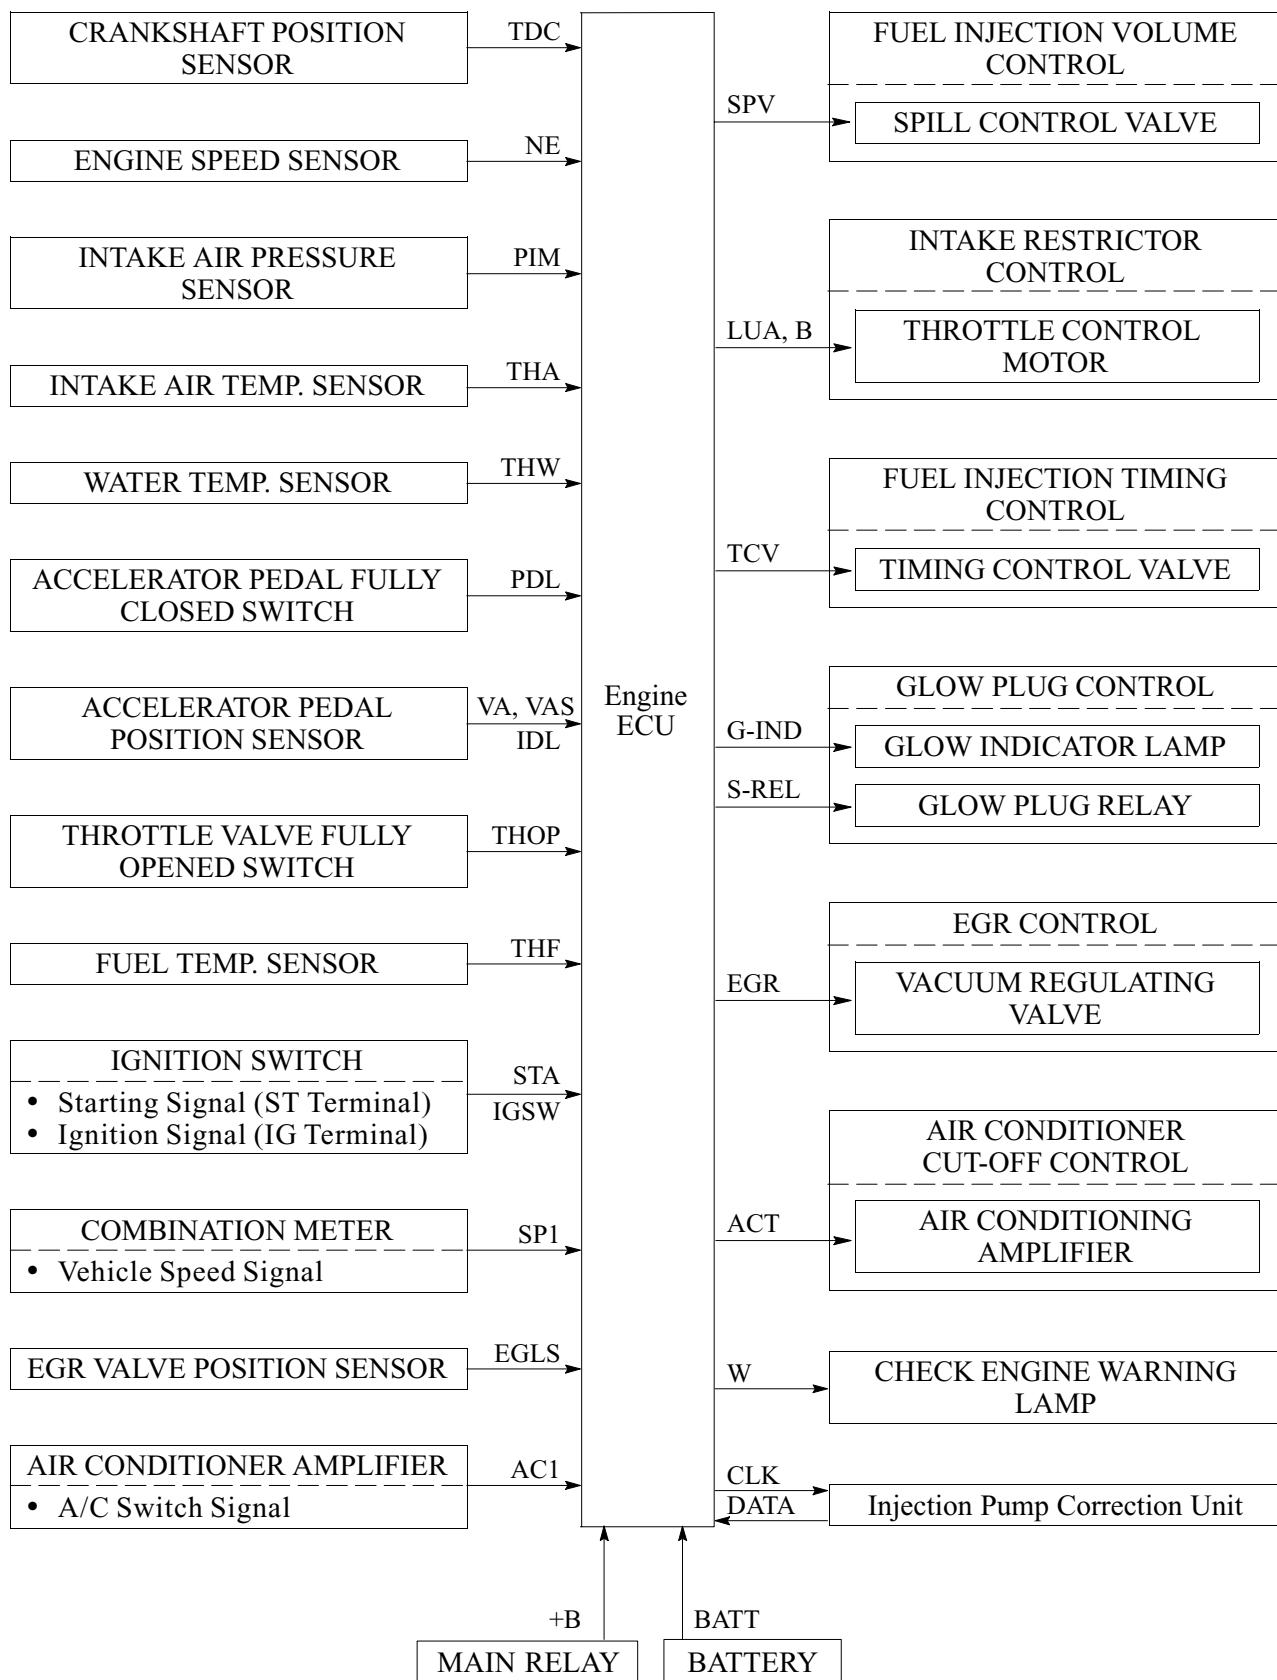 CRANKSHAFT POSITION
SENSOR
TDC
ENGINE SPEED SENSOR
NE
INTAKE AIR PRESSURE
SENSOR
PIM
INTAKE AIR TEMP. SENSOR
THA
WATER TEMP. SENSOR
THW
ACCELERATOR PEDAL FULLY
CLOSED SWITCH
PDL
ACCELERATOR PEDAL
POSITION SENSOR
VA, VAS
IDL
THROTTLE VALVE FULLY
OPENED SWITCH
THOP
FUEL TEMP. SENSOR
THF
IGNITION SWITCH
• Starting Signal (ST Terminal)
• Ignition Signal (IG Terminal)
STA
IGSW
COMBINATION METER
• Vehicle Speed Signal
SP1
EGR VALVE POSITION SENSOR
EGLS
AIR CONDITIONER AMPLIFIER
• A/C Switch Signal
AC1
Engine
ECU
SPV
FUEL INJECTION VOLUME
CONTROL
SPILL CONTROL VALVE
LUA, B
INTAKE RESTRICTOR
CONTROL
THROTTLE CONTROL
MOTOR
TCV
FUEL INJECTION TIMING
CONTROL
TIMING CONTROL VALVE
GLOW PLUG CONTROL
G-IND
GLOW INDICATOR LAMP
S-REL
GLOW PLUG RELAY
EGR CONTROL
EGR
VACUUM REGULATING
VALVE
AIR CONDITIONER
CUT-OFF CONTROL
ACT
AIR CONDITIONING
AMPLIFIER
W
CHECK ENGINE WARNING
LAMP
CLK
DATA
Injection Pump Correction Unit
+B
MAIN RELAY
BATT
BATTERY